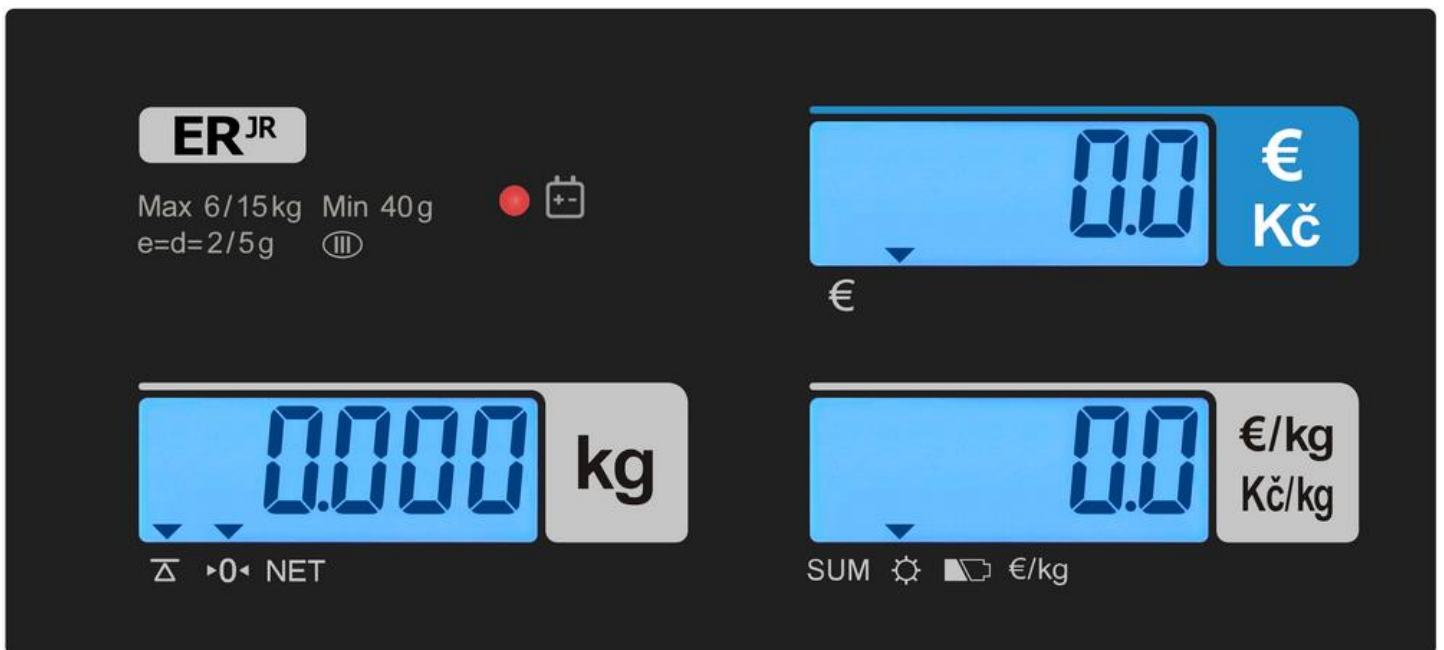 ER JR
Max 6/15kg Min 40g
e=d=2/5g III
0.0
€
Kč
€
0.000
kg
▸0◂ NET
0.0
€/kg
Kč/kg
SUM €/kg